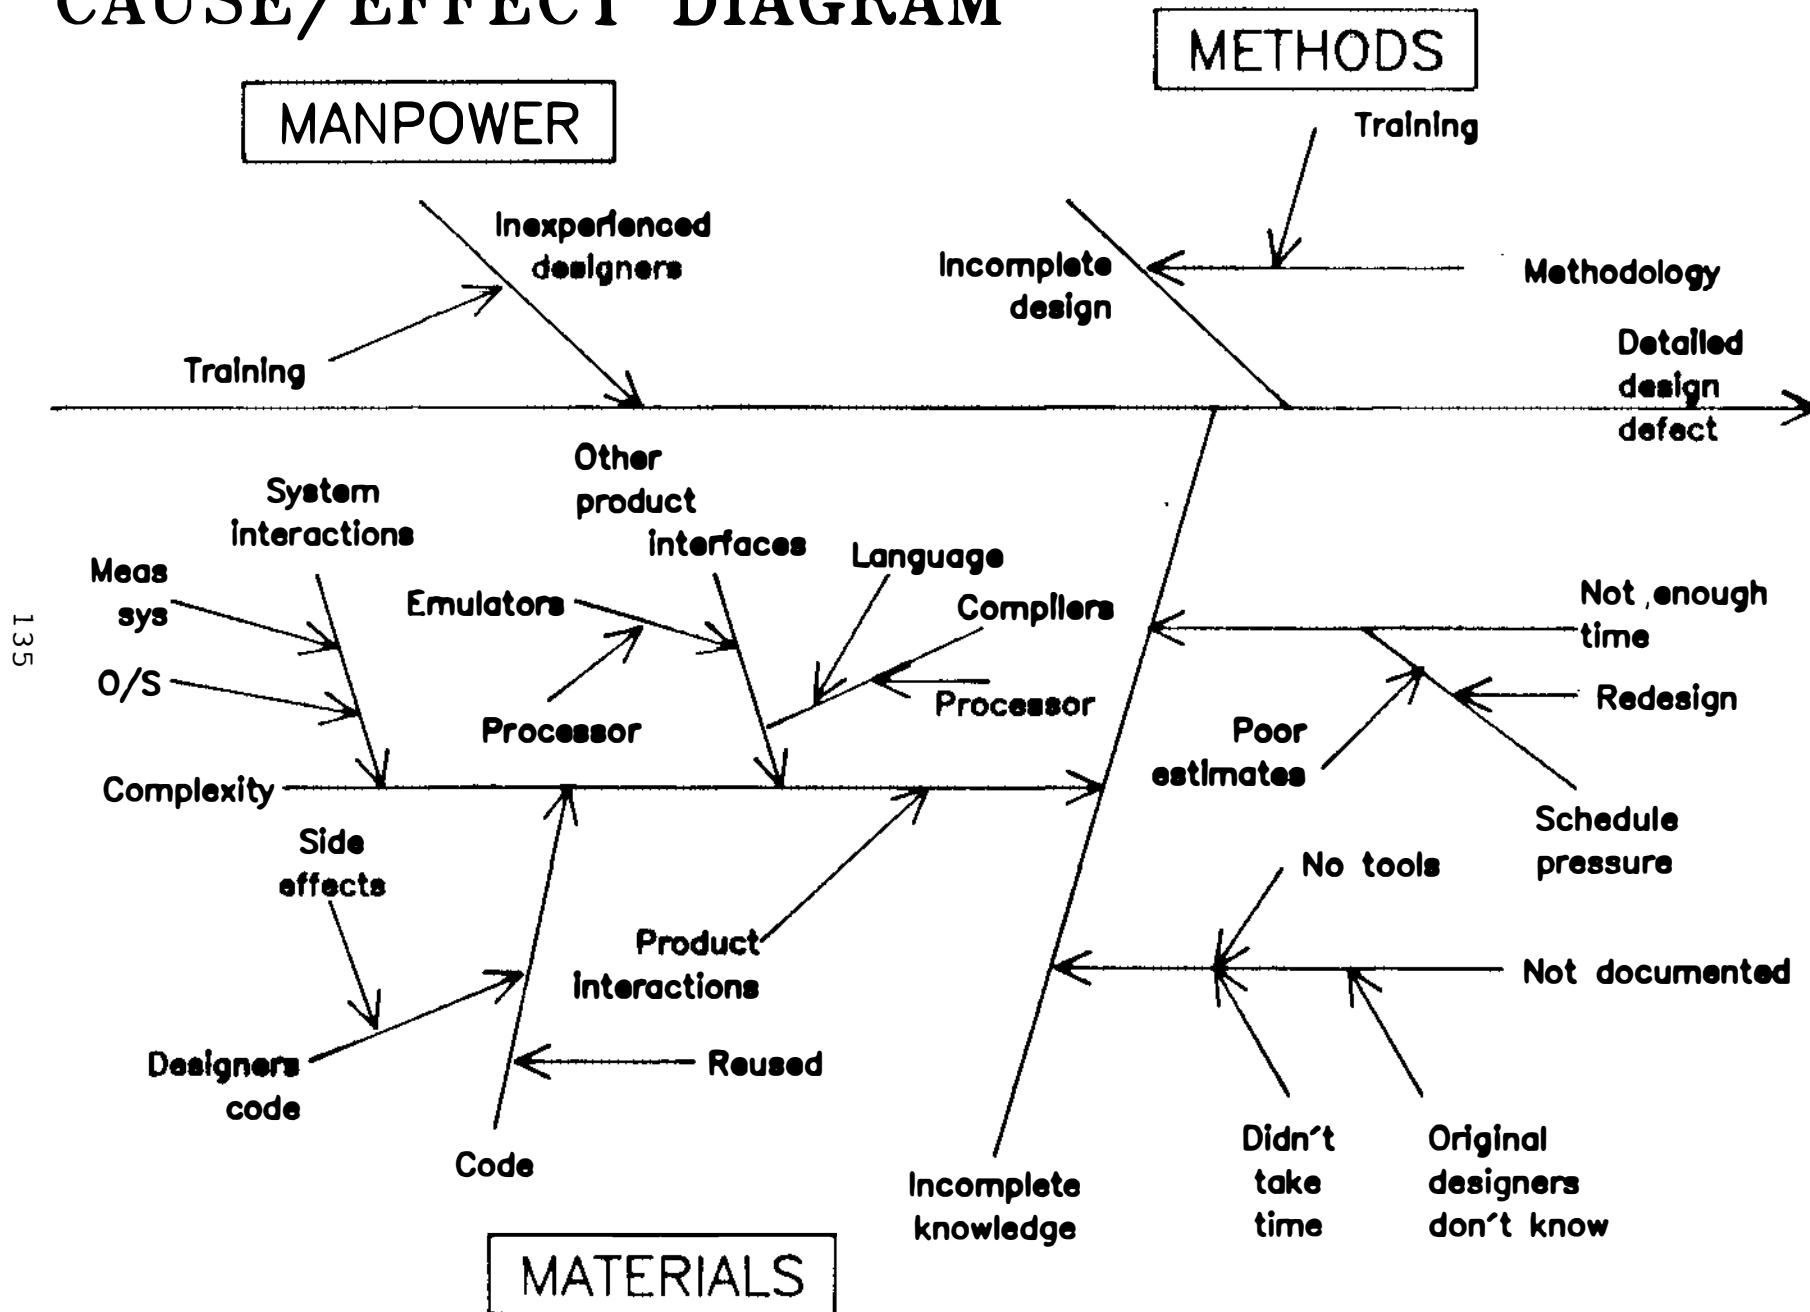 CAUSE/EFFECT DIAGRAM
METHODS
MANPOWER
Training
Inexperienced
designers
Incomplete
design
Methodology
Training
Detailed
design
defect
Other
product
interfaces
System
interactions
Meas
sys
O/S
Emulators
Language
Compilers
Processor
Processor
Not enough
time
Redesign
Poor
estimates
Complexity
Schedule
pressure
Side
effects
No tools
Product
interactions
Not documented
Designers
code
Reused
Code
Didn't
take
time
Original
designers
don't know
Incomplete
knowledge
MATERIALS
135